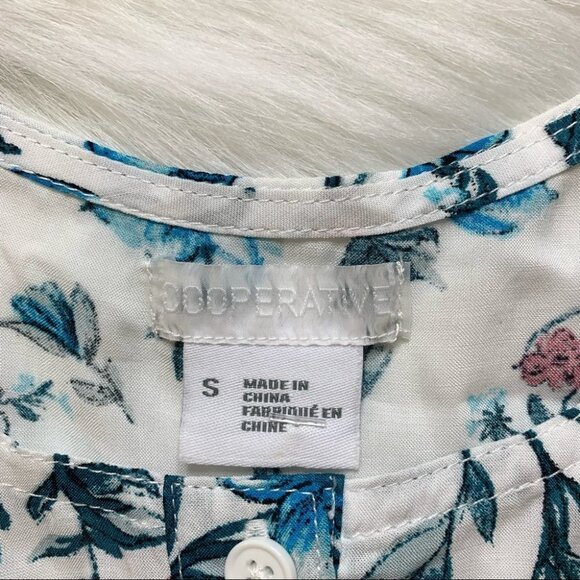 COOPERATIVE
S
MADE IN
CHINA
FABRIQUÉ EN
CHINE